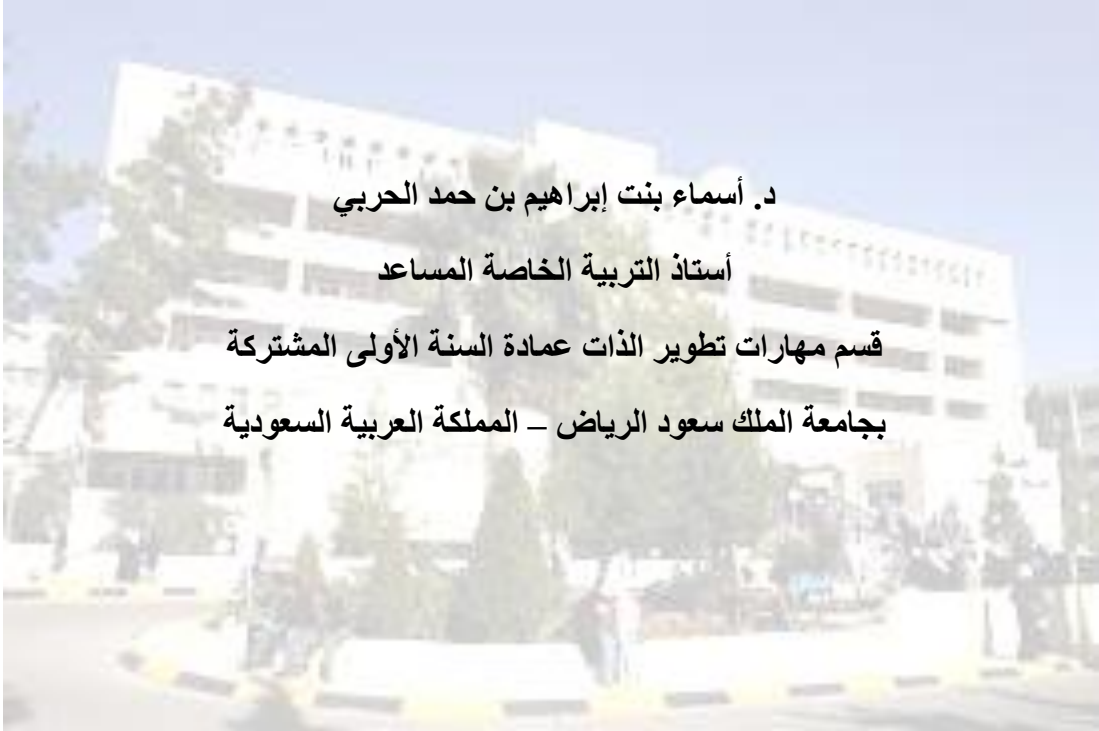 د. أسماء بنت إبراهيم بن حمد الحربي
أستاذ التربية الخاصة المساعد
قسم مهارات تطوير الذات عمادة السنة الأولى المشتركة
بجامعة الملك سعود الرياض – المملكة العربية السعودية